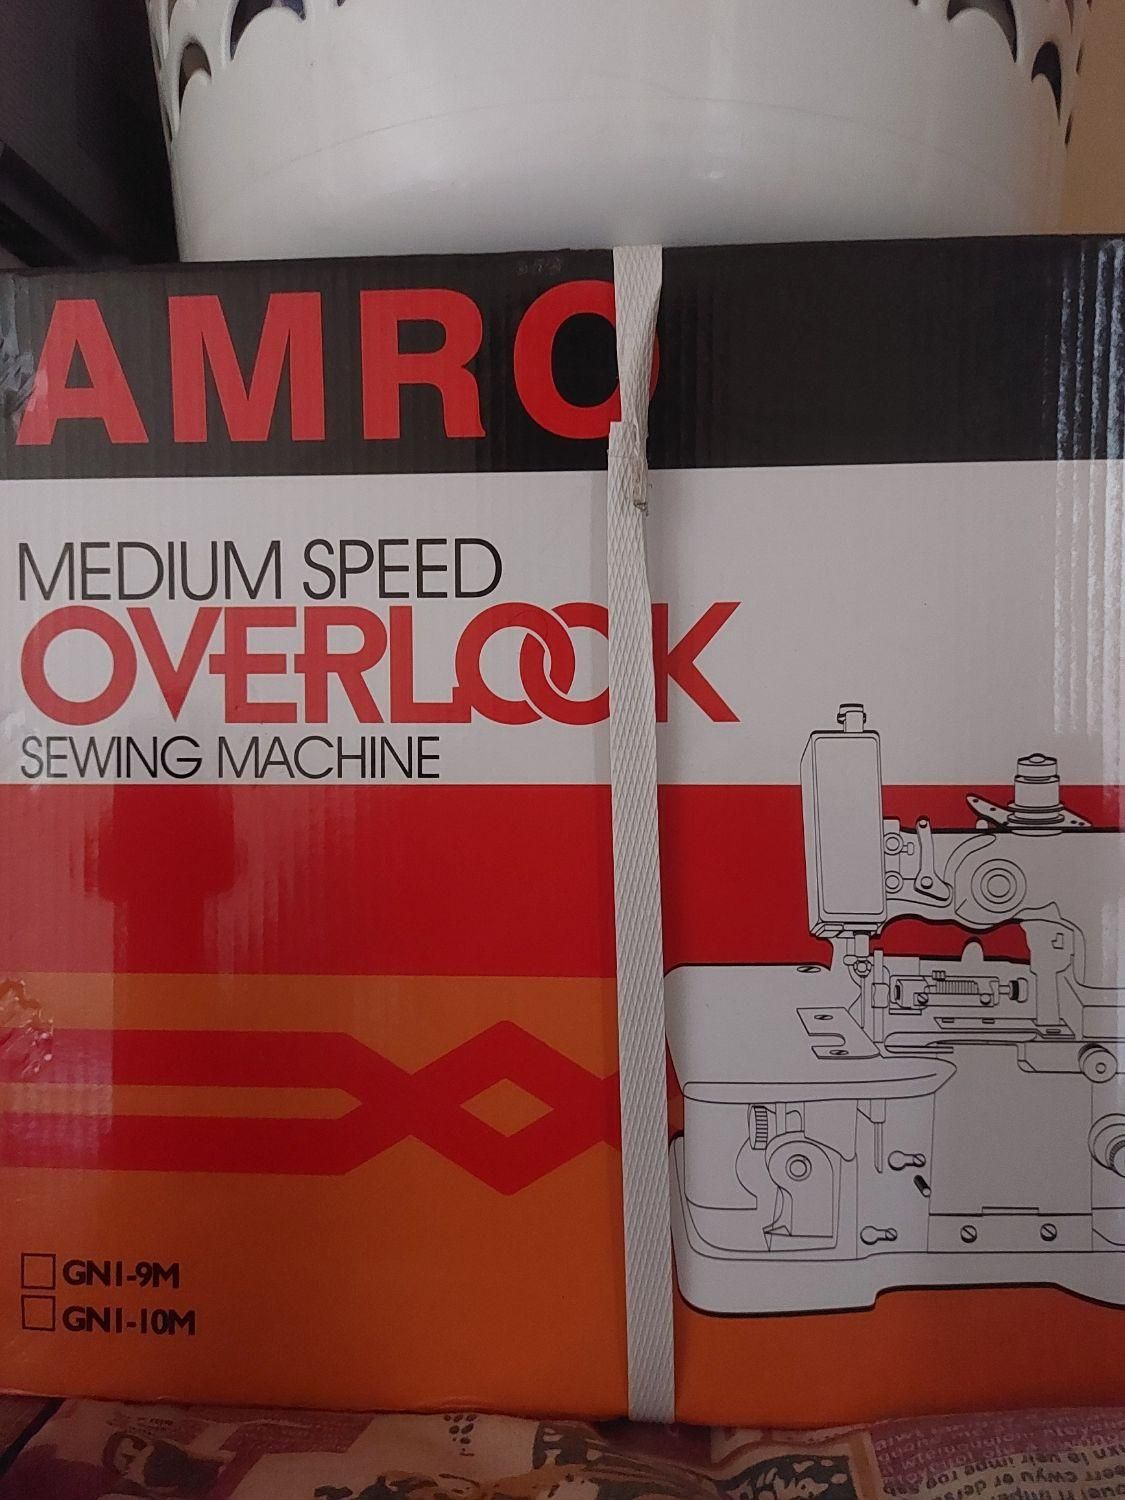 AMRO
MEDIUM SPEED
OVERLOOK
SEWING MACHINE
GN1-9M
GN1-10M